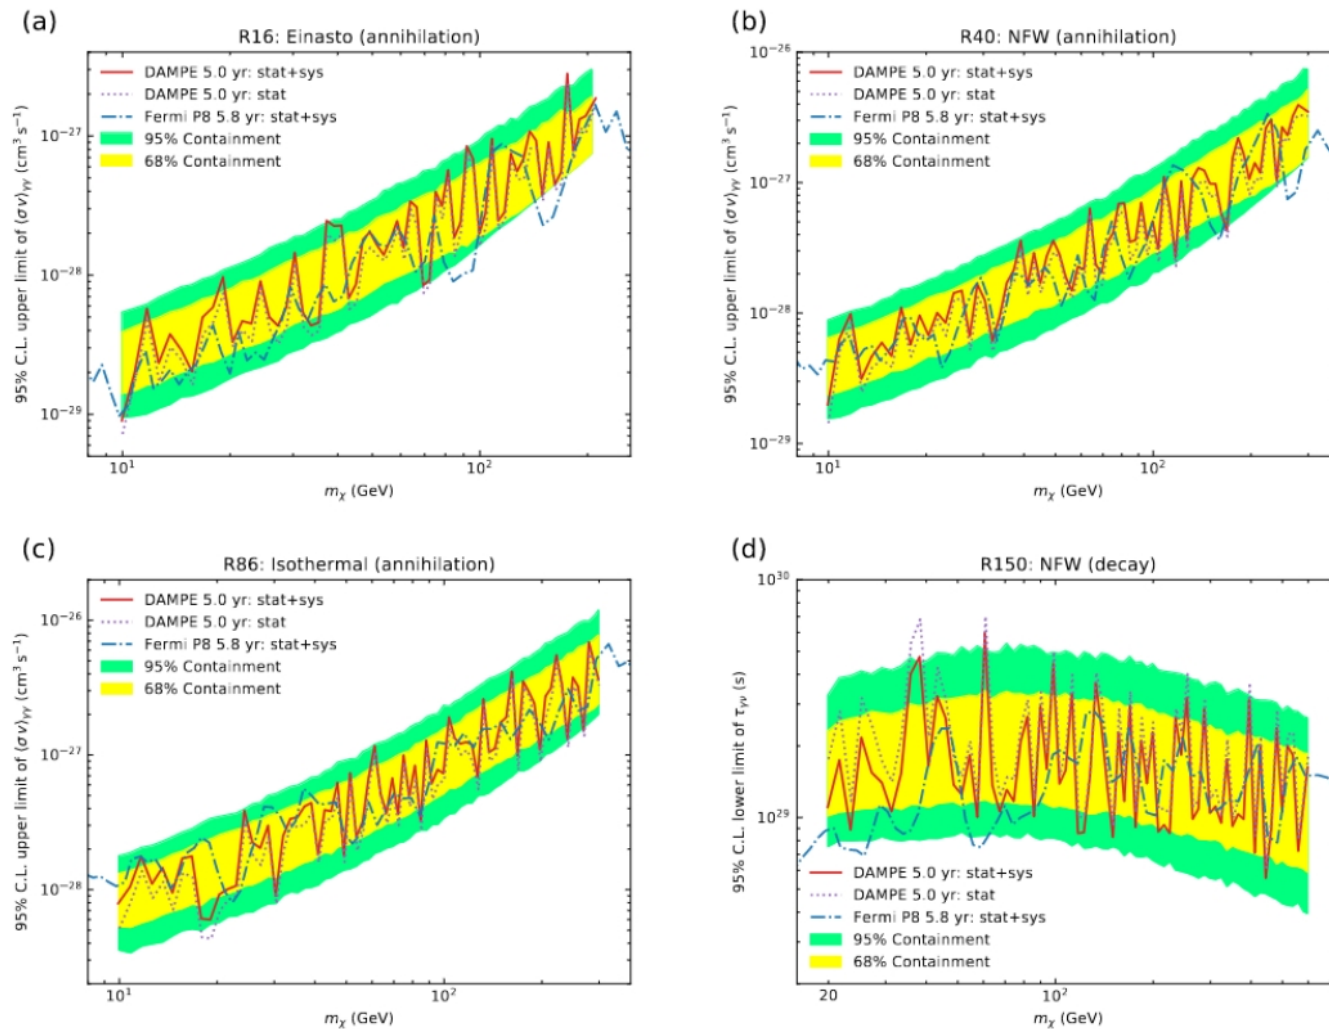 (a)
R16: Einasto (annihilation)
DAMPE 5.0 yr: stat+sys
DAMPE 5.0 yr: stat
Fermi P8 5.8 yr: stat+sys
95% Containment
68% Containment
10⁻²⁷
10⁻²⁸
10⁻²⁹
95% C.L. upper limit of ⟨σv⟩γγ (cm³ s⁻¹)
10¹
10²
mχ (GeV)
(b)
R40: NFW (annihilation)
DAMPE 5.0 yr: stat+sys
DAMPE 5.0 yr: stat
Fermi P8 5.8 yr: stat+sys
95% Containment
68% Containment
10⁻²⁶
10⁻²⁷
10⁻²⁸
10⁻²⁹
95% C.L. upper limit of ⟨σv⟩γγ (cm³ s⁻¹)
10¹
10²
mχ (GeV)
(c)
R86: Isothermal (annihilation)
DAMPE 5.0 yr: stat+sys
DAMPE 5.0 yr: stat
Fermi P8 5.8 yr: stat+sys
95% Containment
68% Containment
10⁻²⁶
10⁻²⁷
10⁻²⁸
95% C.L. upper limit of ⟨σv⟩γγ (cm³ s⁻¹)
10¹
10²
mχ (GeV)
(d)
R150: NFW (decay)
10³⁰
10²⁹
95% C.L. lower limit of τγν (s)
DAMPE 5.0 yr: stat+sys
DAMPE 5.0 yr: stat
Fermi P8 5.8 yr: stat+sys
95% Containment
68% Containment
20
10²
mχ (GeV)